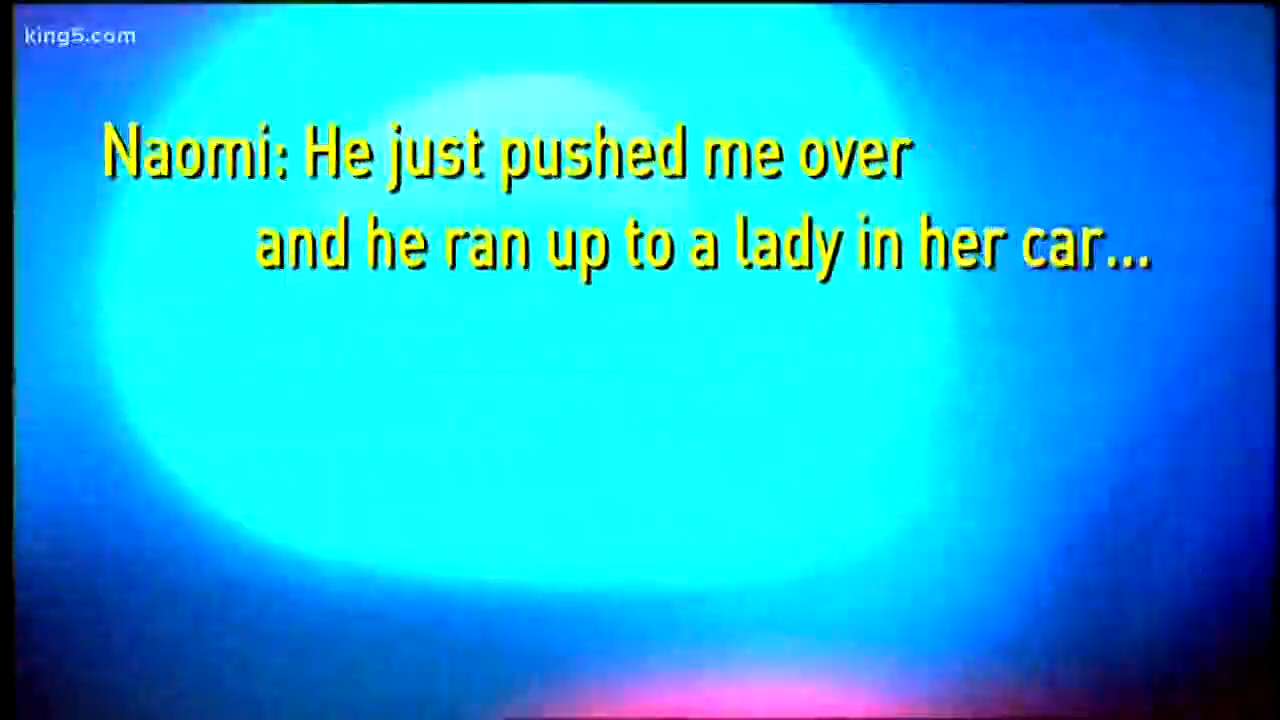 king5.com
Naomi: He just pushed me over
and he ran up to a lady in her car...